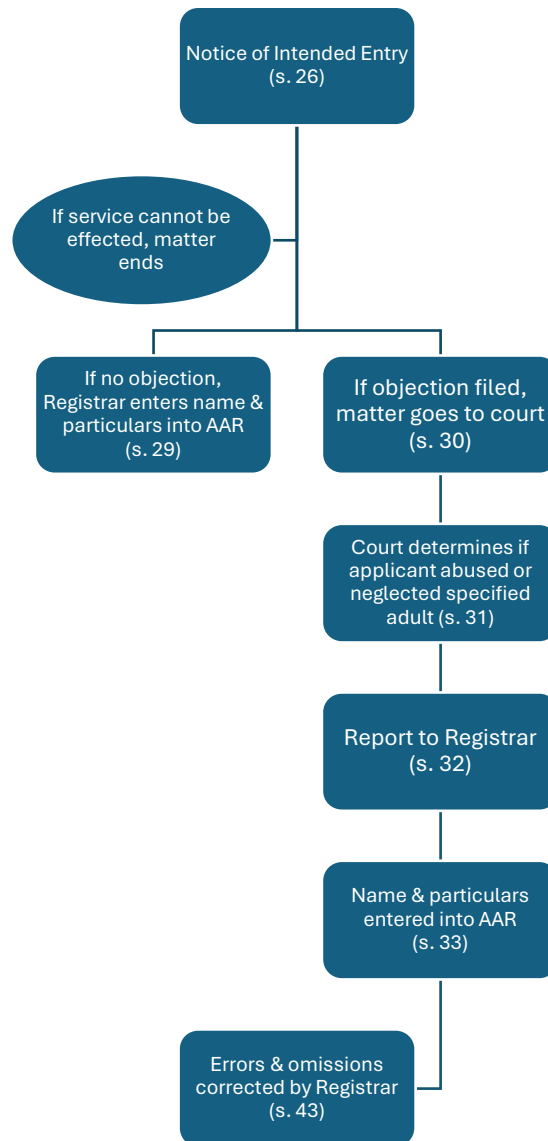 Notice of Intended Entry
(s. 26)
If service cannot be
effected, matter
ends
If no objection,
Registrar enters name &
particulars into AAR
(s. 29)
If objection filed,
matter goes to court
(s. 30)
Court determines if
applicant abused or
neglected specified
adult (s. 31)
Report to Registrar
(s. 32)
Name & particulars
entered into AAR
(s. 33)
Errors & omissions
corrected by Registrar
(s. 43)